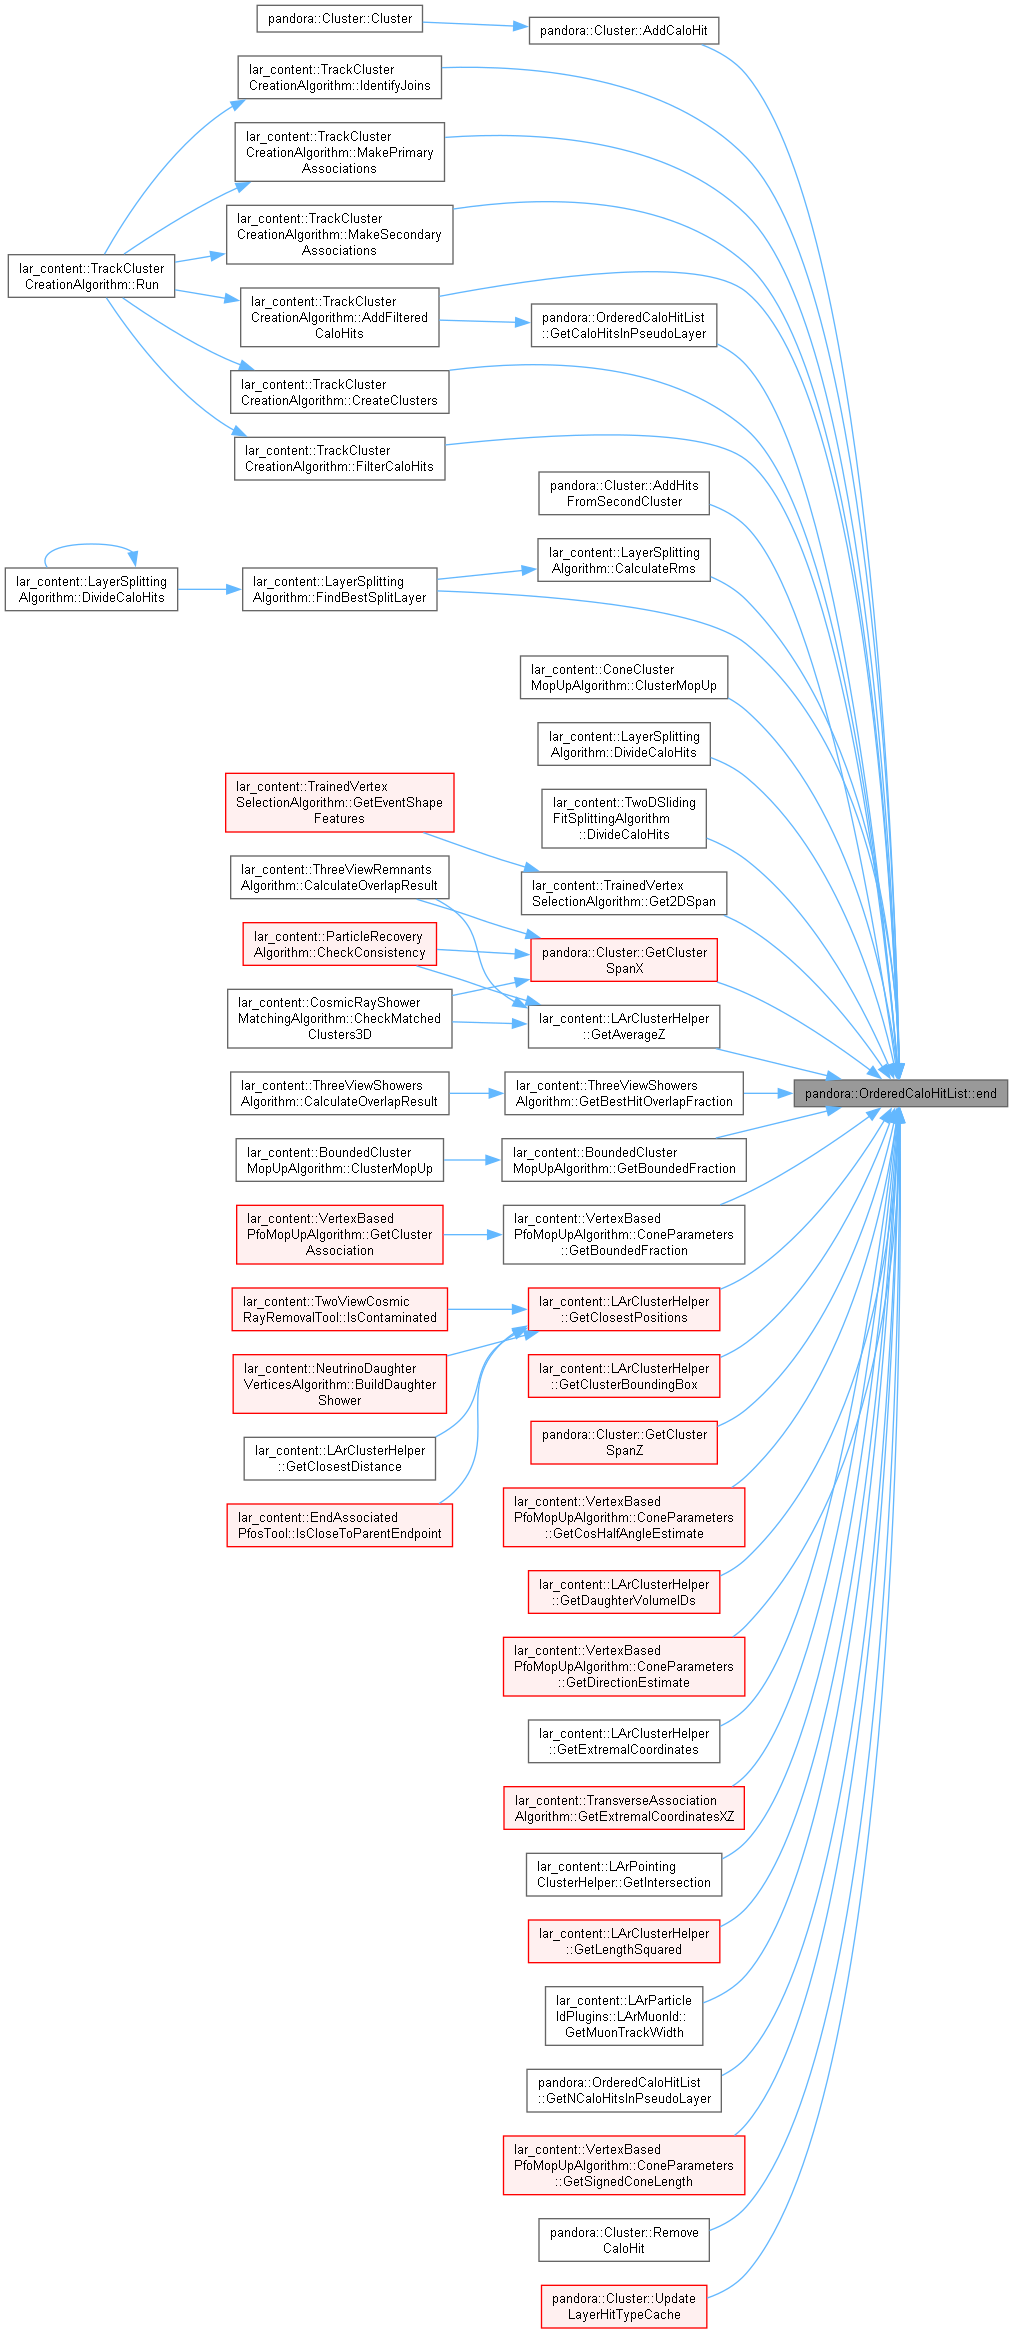 pandora::Cluster::Cluster
pandora::Cluster::AddCaloHit
lar_content::TrackCluster
CreationAlgorithm::IdentifyJoins
lar_content::TrackCluster
CreationAlgorithm::MakePrimary
Associations
lar_content::TrackCluster
CreationAlgorithm::MakeSecondary
Associations
lar_content::TrackCluster
CreationAlgorithm::Run
lar_content::TrackCluster
CreationAlgorithm::AddFiltered
CaloHits
pandora::OrderedCaloHitList
::GetCaloHitsInPseudoLayer
lar_content::TrackCluster
CreationAlgorithm::CreateClusters
lar_content::TrackCluster
CreationAlgorithm::FilterCaloHits
pandora::Cluster::AddHits
FromSecondCluster
lar_content::LayerSplitting
Algorithm::CalculateRms
lar_content::LayerSplitting
Algorithm::DivideCaloHits
lar_content::LayerSplitting
Algorithm::FindBestSplitLayer
lar_content::ConeCluster
MopUpAlgorithm::ClusterMopUp
lar_content::LayerSplitting
Algorithm::DivideCaloHits
lar_content::TwoDSliding
FitSplittingAlgorithm
::DivideCaloHits
lar_content::TrainedVertex
SelectionAlgorithm::GetEventShape
Features
lar_content::ThreeViewRemnants
Algorithm::CalculateOverlapResult
lar_content::TrainedVertex
SelectionAlgorithm::Get2DSpan
lar_content::ParticleRecovery
Algorithm::CheckConsistency
pandora::Cluster::GetCluster
SpanX
lar_content::CosmicRayShower
MatchingAlgorithm::CheckMatched
Clusters3D
lar_content::LArClusterHelper
::GetAverageZ
lar_content::ThreeViewShowers
Algorithm::CalculateOverlapResult
lar_content::ThreeViewShowers
Algorithm::GetBestHitOverlapFraction
pandora::OrderedCaloHitList::end
lar_content::BoundedCluster
MopUpAlgorithm::ClusterMopUp
lar_content::BoundedCluster
MopUpAlgorithm::GetBoundedFraction
lar_content::VertexBased
PfoMopUpAlgorithm::GetCluster
Association
lar_content::VertexBased
PfoMopUpAlgorithm::ConeParameters
::GetBoundedFraction
lar_content::TwoViewCosmic
RayRemovalTool::IsContaminated
lar_content::LArClusterHelper
::GetClosestPositions
lar_content::NeutrinoDaughter
VerticesAlgorithm::BuildDaughter
Shower
lar_content::LArClusterHelper
::GetClusterBoundingBox
lar_content::LArClusterHelper
::GetClosestDistance
pandora::Cluster::GetCluster
SpanZ
lar_content::EndAssociated
PfosTool::IsCloseToParentEndpoint
lar_content::VertexBased
PfoMopUpAlgorithm::ConeParameters
::GetCosHalfAngleEstimate
lar_content::LArClusterHelper
::GetDaughterVolumeIDs
lar_content::VertexBased
PfoMopUpAlgorithm::ConeParameters
::GetDirectionEstimate
lar_content::LArClusterHelper
::GetExtremalCoordinates
lar_content::TransverseAssociation
Algorithm::GetExtremalCoordinatesXZ
lar_content::LArPointing
ClusterHelper::GetIntersection
lar_content::LArClusterHelper
::GetLengthSquared
lar_content::LArParticle
IdPlugins::LArMuonId::
GetMuonTrackWidth
pandora::OrderedCaloHitList
::GetNCaloHitsInPseudoLayer
lar_content::VertexBased
PfoMopUpAlgorithm::ConeParameters
::GetSignedConeLength
pandora::Cluster::Remove
CaloHit
pandora::Cluster::Update
LayerHitTypeCache